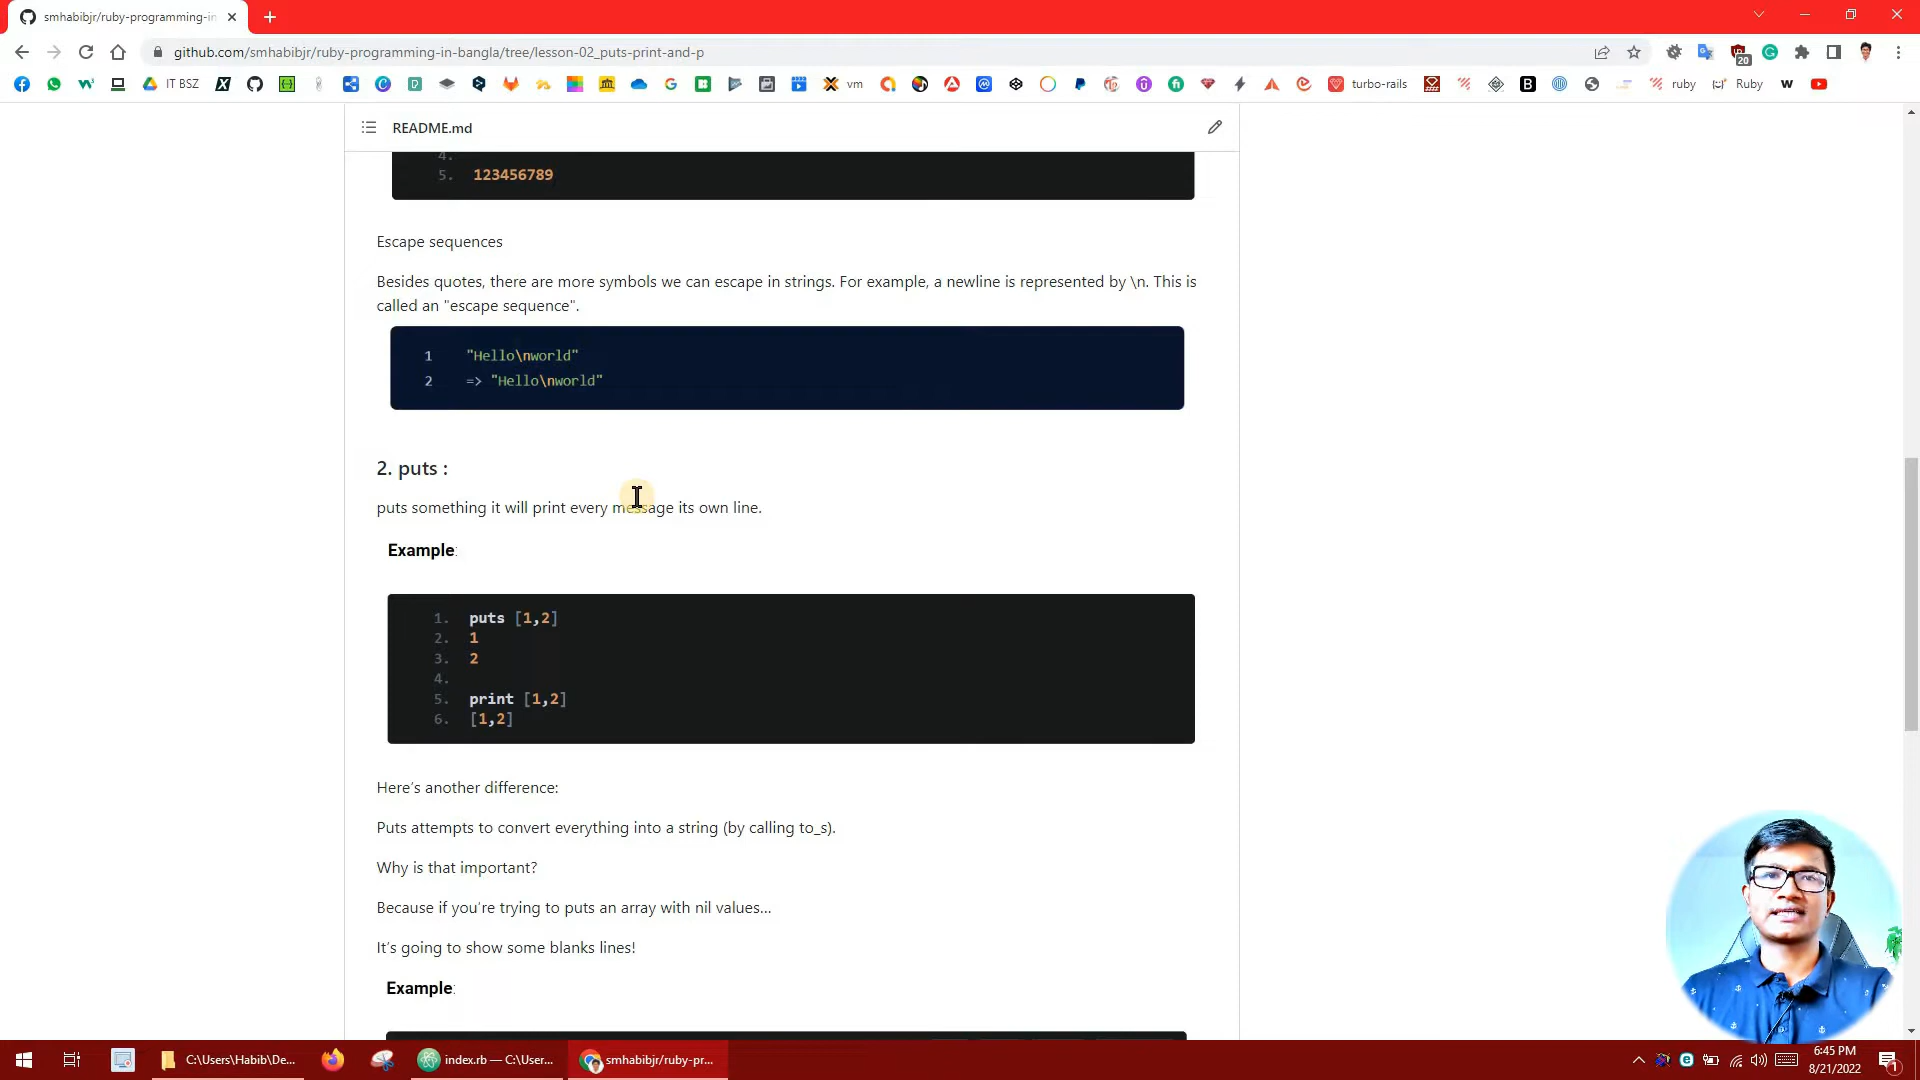 smhabibjr/ruby-programming-in
github.com/smhabibjr/ruby-programming-in-bangla/tree/lesson-02_puts-print-and-p
20
IT BSZ
vm
turbo-rails
ruby
Ruby
README.md
4.
5. 123456789
Escape sequences
Besides quotes, there are more symbols we can escape in strings. For example, a newline is represented by \n. This is
called an "escape sequence".
1 "Hello\nworld"
2 => "Hello\nworld"
2. puts :
puts something it will print every message its own line.
Example:
1. puts [1,2]
2. 1
3. 2
4.
5. print [1,2]
6. [1,2]
Here's another difference:
Puts attempts to convert everything into a string (by calling to_s).
Why is that important?
Because if you're trying to puts an array with nil values...
It's going to show some blanks lines!
Example:
C:\Users\Habib\De...
index.rb — C:\User...
smhabibjr/ruby-pr...
6:45 PM
8/21/2022
1